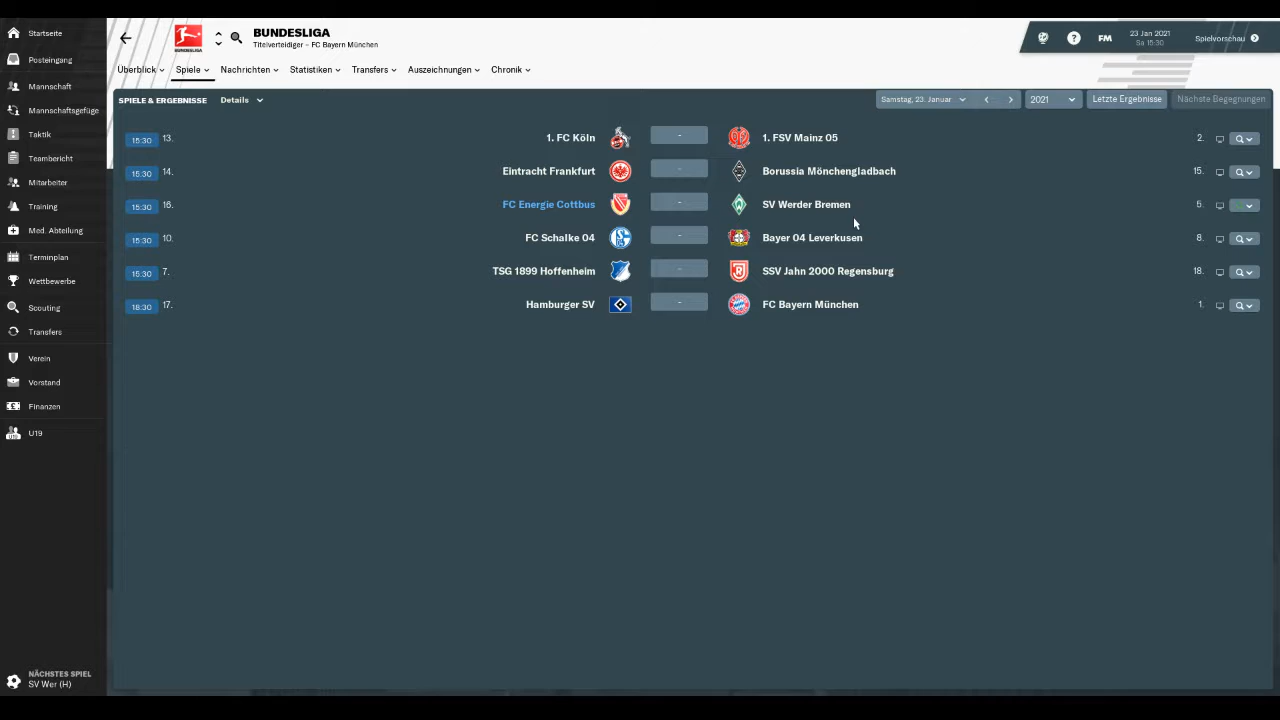 Startseite
Posteingang
Mannschaft
Mannschaftsgefüge
Taktik
Teambericht
Mitarbeiter
Training
Med. Abteilung
Terminplan
Wettbewerbe
Scouting
Transfers
Verein
Vorstand
Finanzen
U19
NÄCHSTES SPIEL
SV Wer (H)
BUNDESLIGA
Titelverteidiger – FC Bayern München
FM
23 Jan 2021
Sa 15:30
Spielvorschau
Überblick Spiele Nachrichten Statistiken Transfers Auszeichnungen Chronik
SPIELE & ERGEBNISSE Details Samstag, 23. Januar 2021 Letzte Ergebnisse Nächste Begegnungen
15:30 13. 1. FC Köln - 1. FSV Mainz 05 2.
15:30 14. Eintracht Frankfurt - Borussia Mönchengladbach 15.
15:30 16. FC Energie Cottbus - SV Werder Bremen 5.
15:30 10. FC Schalke 04 - Bayer 04 Leverkusen 8.
15:30 7. TSG 1899 Hoffenheim - SSV Jahn 2000 Regensburg 18.
18:30 17. Hamburger SV - FC Bayern München 1.